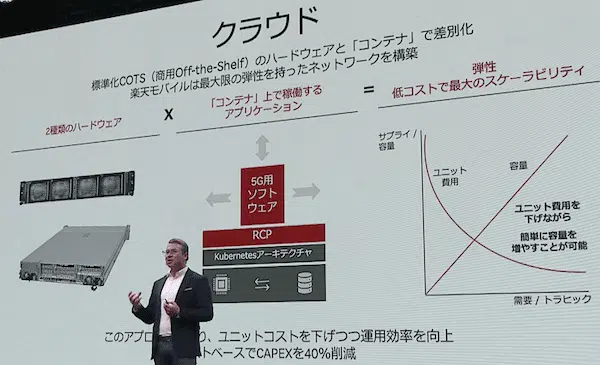 クラウド
標準化COTS（商用Off-the-Shelf）のハードウェアと「コンテナ」で差別化
楽天モバイルは最大限の弾性を持ったネットワークを構築
2種類のハードウェア
X
「コンテナ」上で稼働する
アプリケーション
=
弾性
低コストで最大のスケーラビリティ
5G用
ソフト
ウェア
RCP
Kubernetesアーキテクチャ
サプライ/
容量
ユニット
費用
容量
ユニット費用を
下げながら
簡単に容量を
増やすことが可能
需要/トラヒック
このアプロ
り、ユニットコストを下げつつ運用効率を向上
トベースでCAPEXを40%削減